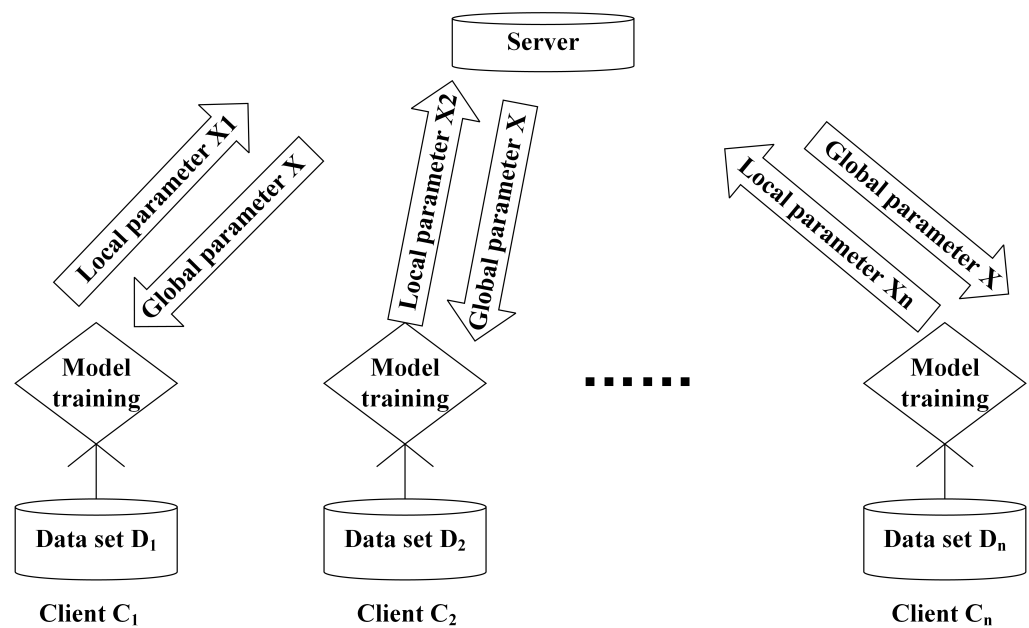 Server
Local parameter X1
Global parameter X
Local parameter X2
Global parameter X
Local parameter Xn
Global parameter X
Model
training
Model
training
......
Model
training
Data set D₁
Data set D₂
Data set Dₙ
Client C₁
Client C₂
Client Cₙ